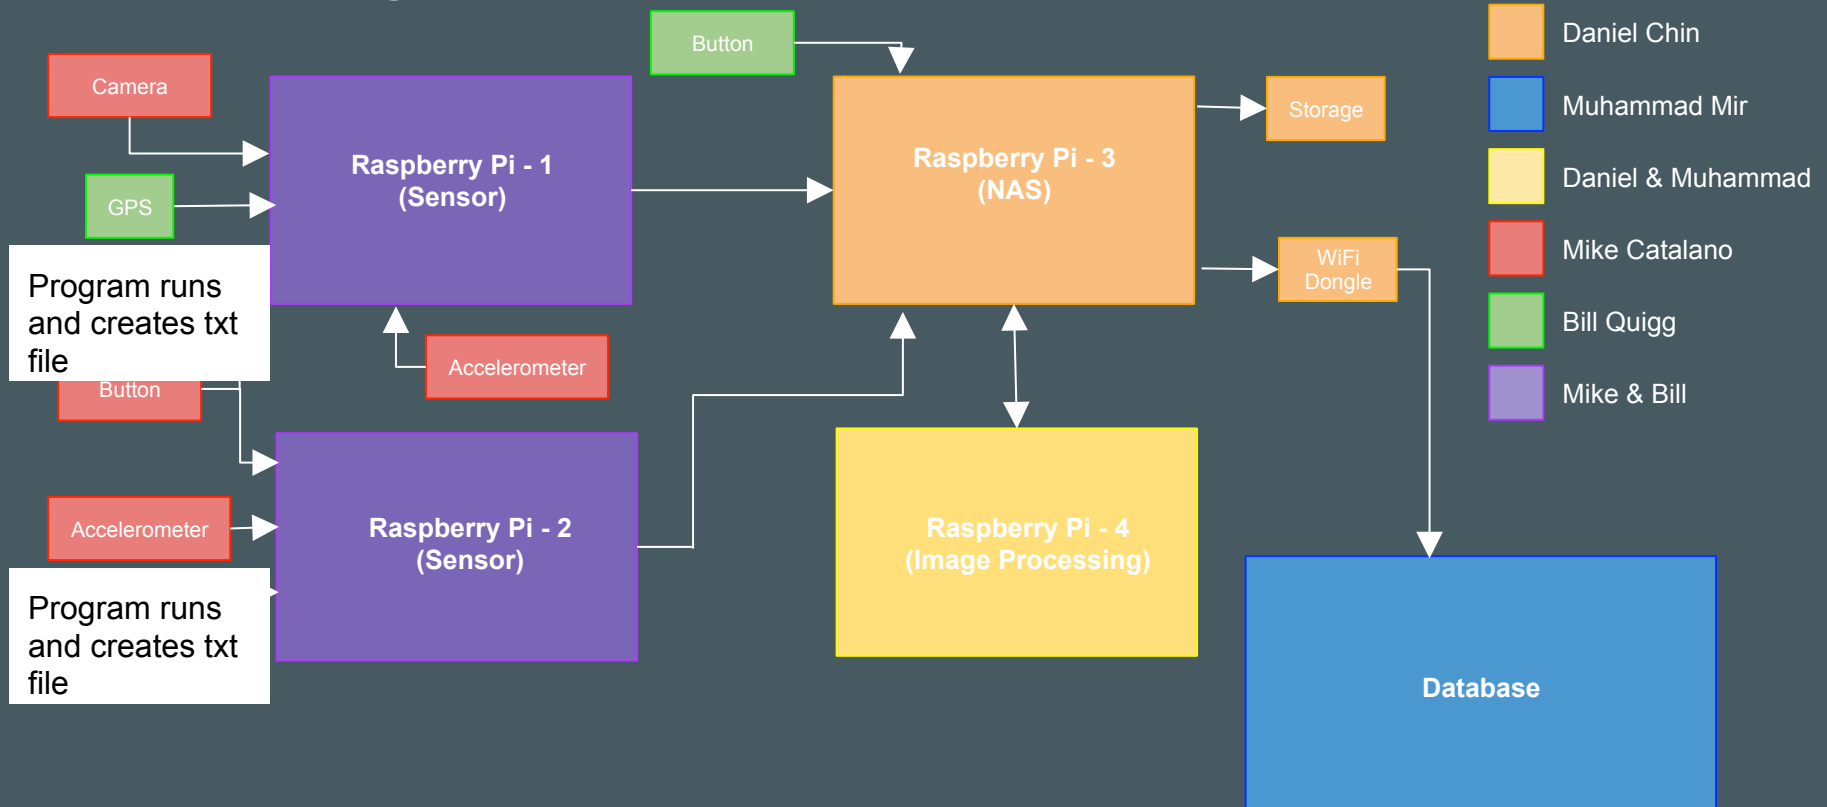 Button
Daniel Chin
Camera
Muhammad Mir
Storage
Raspberry Pi - 1
(Sensor)
Raspberry Pi - 3
(NAS)
Daniel & Muhammad
GPS
Mike Catalano
WiFi
Dongle
Program runs
and creates txt
file
Bill Quigg
Accelerometer
Button
Mike & Bill
Accelerometer
Raspberry Pi - 2
(Sensor)
Raspberry Pi - 4
(Image Processing)
Program runs
and creates txt
file
Database